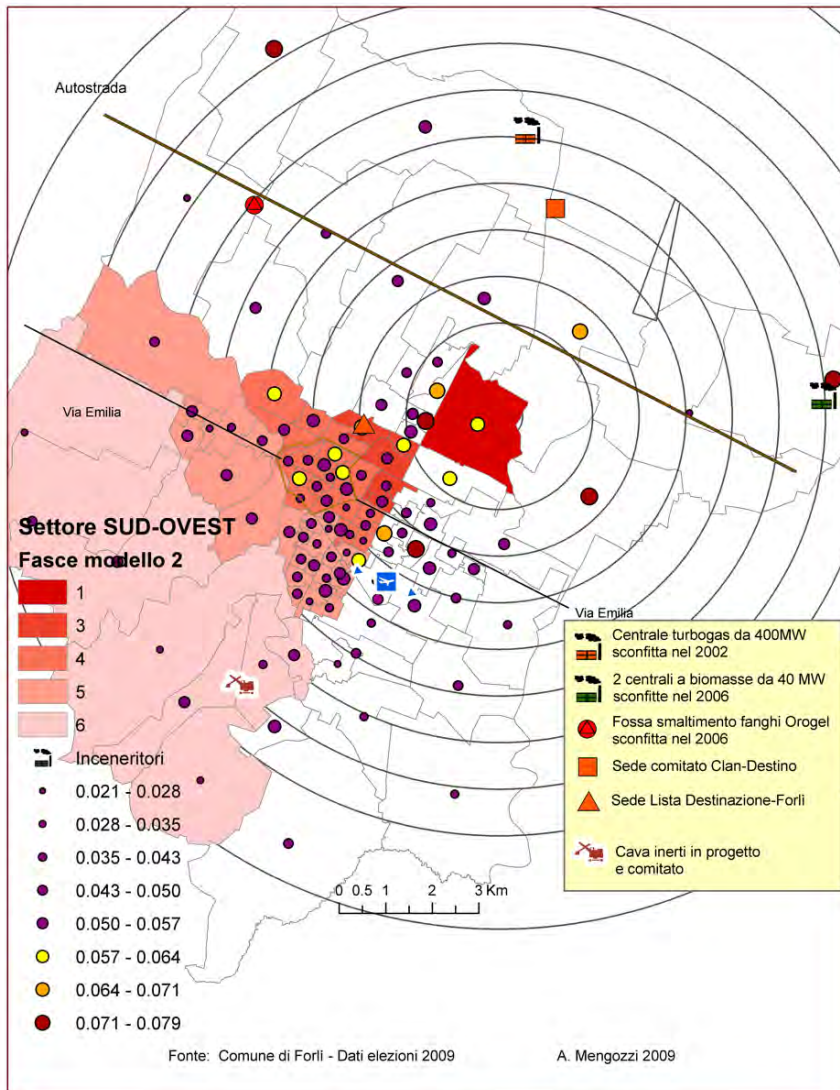 Autostrada
Via Emilia
Settore SUD-OVEST
Fasce modello 2
1
3
4
5
6
Inceneritori
0.021 - 0.028
0.028 - 0.035
0.035 - 0.043
0.043 - 0.050
0.050 - 0.057
0.057 - 0.064
0.064 - 0.071
0.071 - 0.079
Via Emilia
Centrale turbogas da 400MW
sconfitta nel 2002
2 centrali a biomasse da 40 MW
sconfitte nel 2006
Fossa smaltimento fanghi Orogel
sconfitta nel 2006
Sede comitato Clan-Destino
Sede Lista Destinazione-Forlì
Cava inerti in progetto
e comitato
0 0.5 1 2 3 Km
Fonte: Comune di Forlì - Dati elezioni 2009 A. Mengozzi 2009